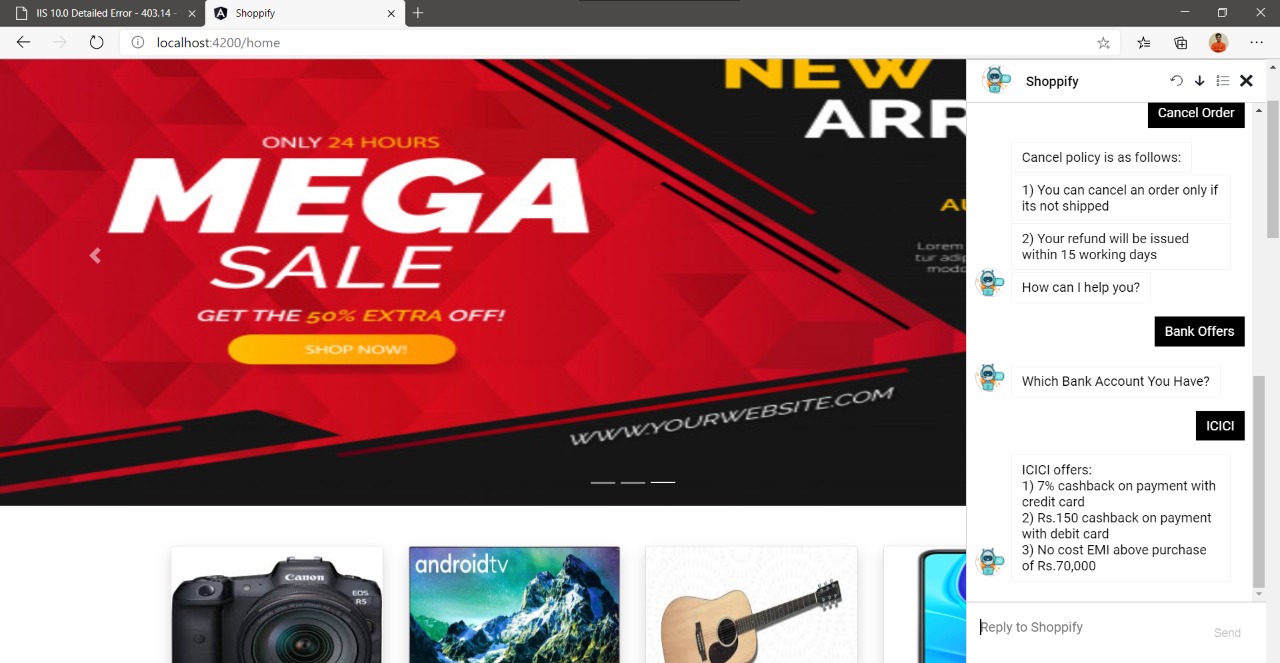 IIS 10.0 Detailed Error - 403.14 -
Shoppify
localhost:4200/home
ONLY 24 HOURS
MEGA
SALE
GET THE 50% EXTRA OFF!
SHOP NOW!
WWW.YOURWEBSITE.COM
NEW
ARR
AU
Lorem
tur adip
modo
Canon
EOS
R5
androidtv
Shoppify
Cancel Order
Cancel policy is as follows:
1) You can cancel an order only if
its not shipped
2) Your refund will be issued
within 15 working days
How can I help you?
Bank Offers
Which Bank Account You Have?
ICICI
ICICI offers:
1) 7% cashback on payment with
credit card
2) Rs.150 cashback on payment
with debit card
3) No cost EMI above purchase
of Rs.70,000
Reply to Shoppify
Send